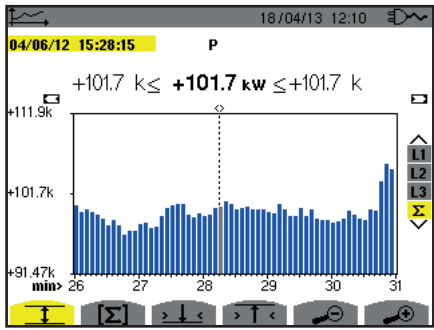 18/04/13 12:10
04/06/12 15:28:15 P
+101.7 k≤ +101.7 kW ≤+101.7 k
+111.9k
+101.7k
+91.47k
min> 26 27 28 29 30 31
L1
L2
L3
Σ
[Σ] >↓< >↑<